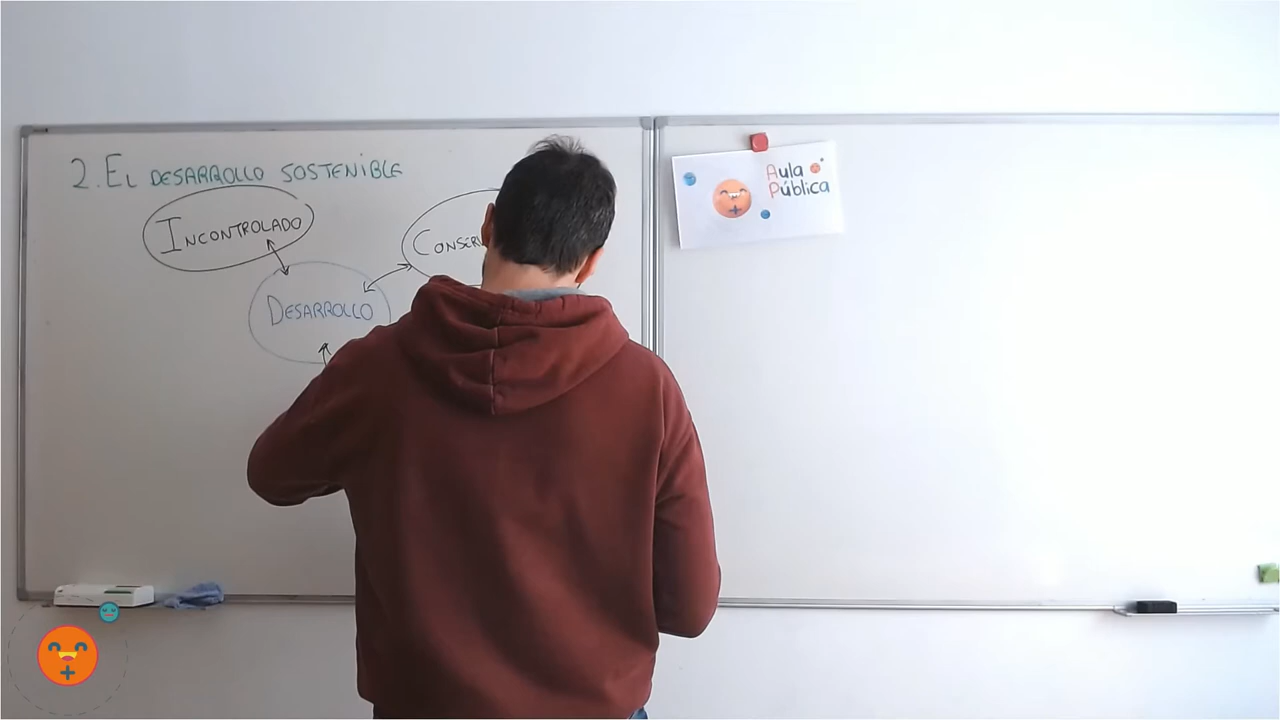 2. EL DESARROLLO SOSTENIBLE
INCONTROLADO
DESARROLLO
Aula
Pública